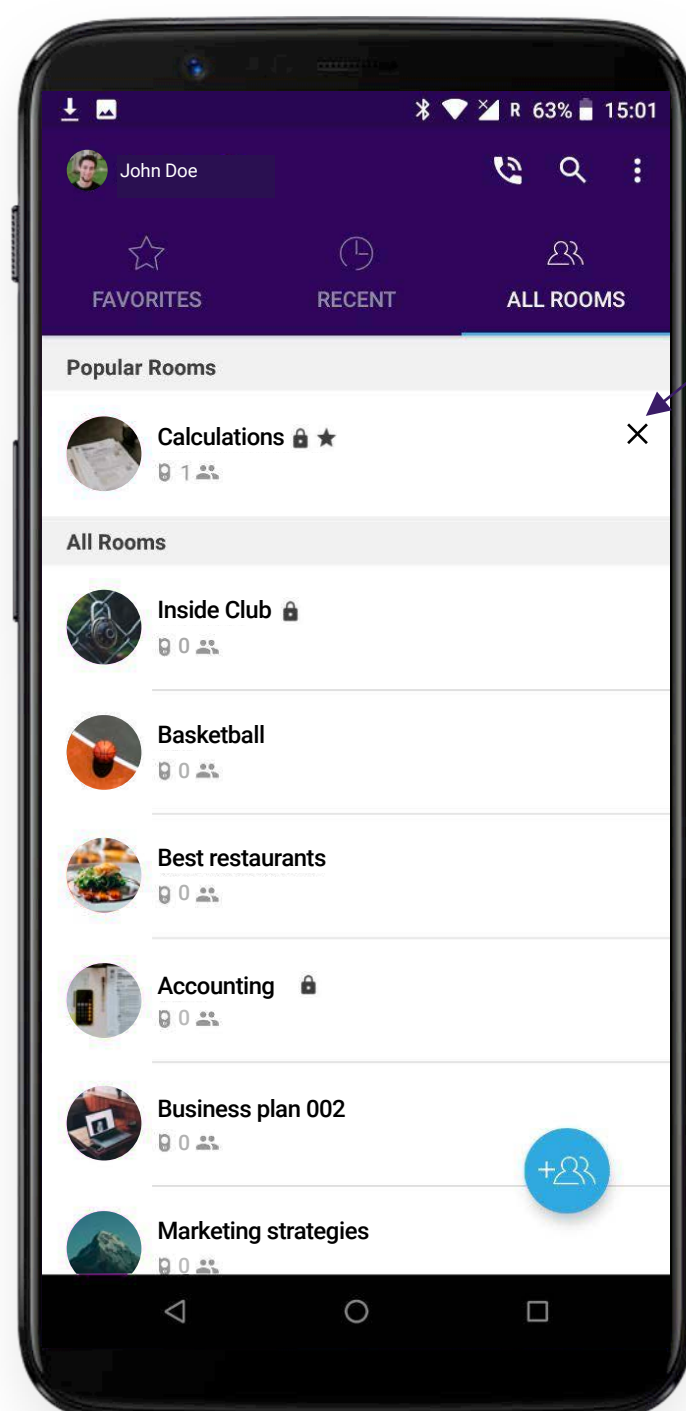 R 63% 15:01
John Doe
FAVORITES RECENT ALL ROOMS
Popular Rooms
Calculations
1
All Rooms
Inside Club
0
Basketball
0
Best restaurants
0
Accounting
0
Business plan 002
0
+
Marketing strategies
0